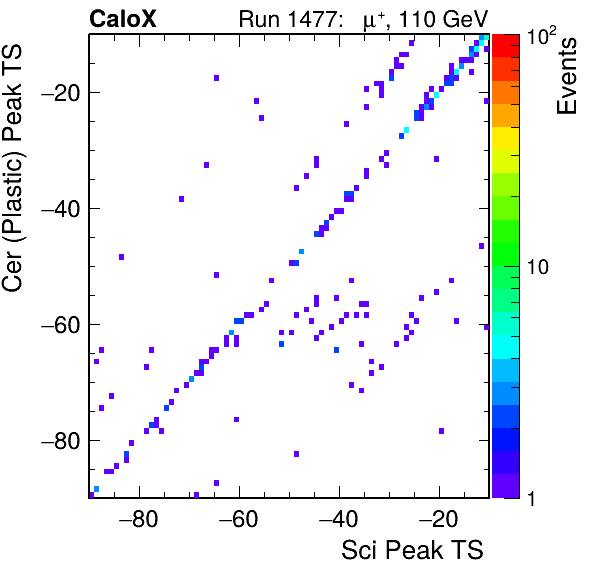 CaloX Run 1477: μ⁺, 110 GeV
Cer (Plastic) Peak TS
−20
−40
−60
−80
−80 −60 −40 −20
Sci Peak TS
10²
10
1
Events